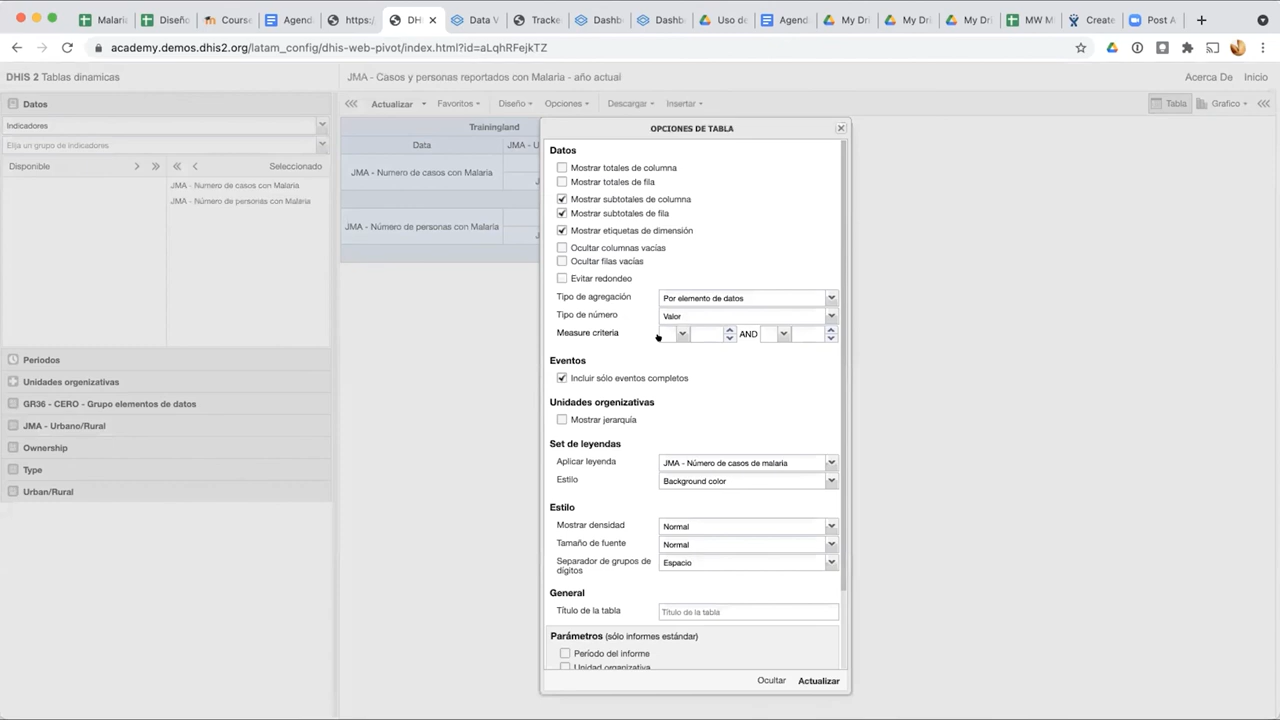 Malari
Diseño
Course
Agend
https:/
DH
Data V
Tracke
Dashb
Dashb
Uso de
Agend.
My Dri
My Dri
My Dri
MW M
Create
Post A
academy.demos.dhis2.org/latam_config/dhis-web-pivot/index.html?id=aLqhRFejkTZ
DHIS 2 Tablas dinamicas
JMA - Casos y personas reportados con Malaria - año actual
Acerca De
Inicio
Datos
Actualizar
Favoritos
Diseño
Opciones
Descargar
Insertar
Tabla
Grafico
Indicadores
Elija un grupo de indicadores
Disponible
Seleccionado
JMA - Numero de casos con Malaria
JMA - Número de personas con Malaria
Periodos
Unidades organizativas
GR36 - CERO - Grupo elementos de datos
JMA - Urbano/Rural
Ownership
Type
Urban/Rural
Trainingland
Data
JMA - U
JMA - Numero de casos con Malaria
JMA - Número de personas con Malaria
OPCIONES DE TABLA
Datos
Mostrar totales de columna
Mostrar totales de fila
Mostrar subtotales de columna
Mostrar subtotales de fila
Mostrar etiquetas de dimensión
Ocultar columnas vacías
Ocultar filas vacías
Evitar redondeo
Tipo de agregación
Por elemento de datos
Tipo de número
Valor
Measure criteria
AND
Eventos
Incluir sólo eventos completos
Unidades organizativas
Mostrar jerarquía
Set de leyendas
Aplicar leyenda
JMA - Número de casos de malaria
Estilo
Background color
Estilo
Mostrar densidad
Normal
Tamaño de fuente
Normal
Separador de grupos de
dígitos
Espacio
General
Título de la tabla
Título de la tabla
Parámetros (sólo informes estándar)
Período del informe
Unidad organizativa
Ocultar
Actualizar